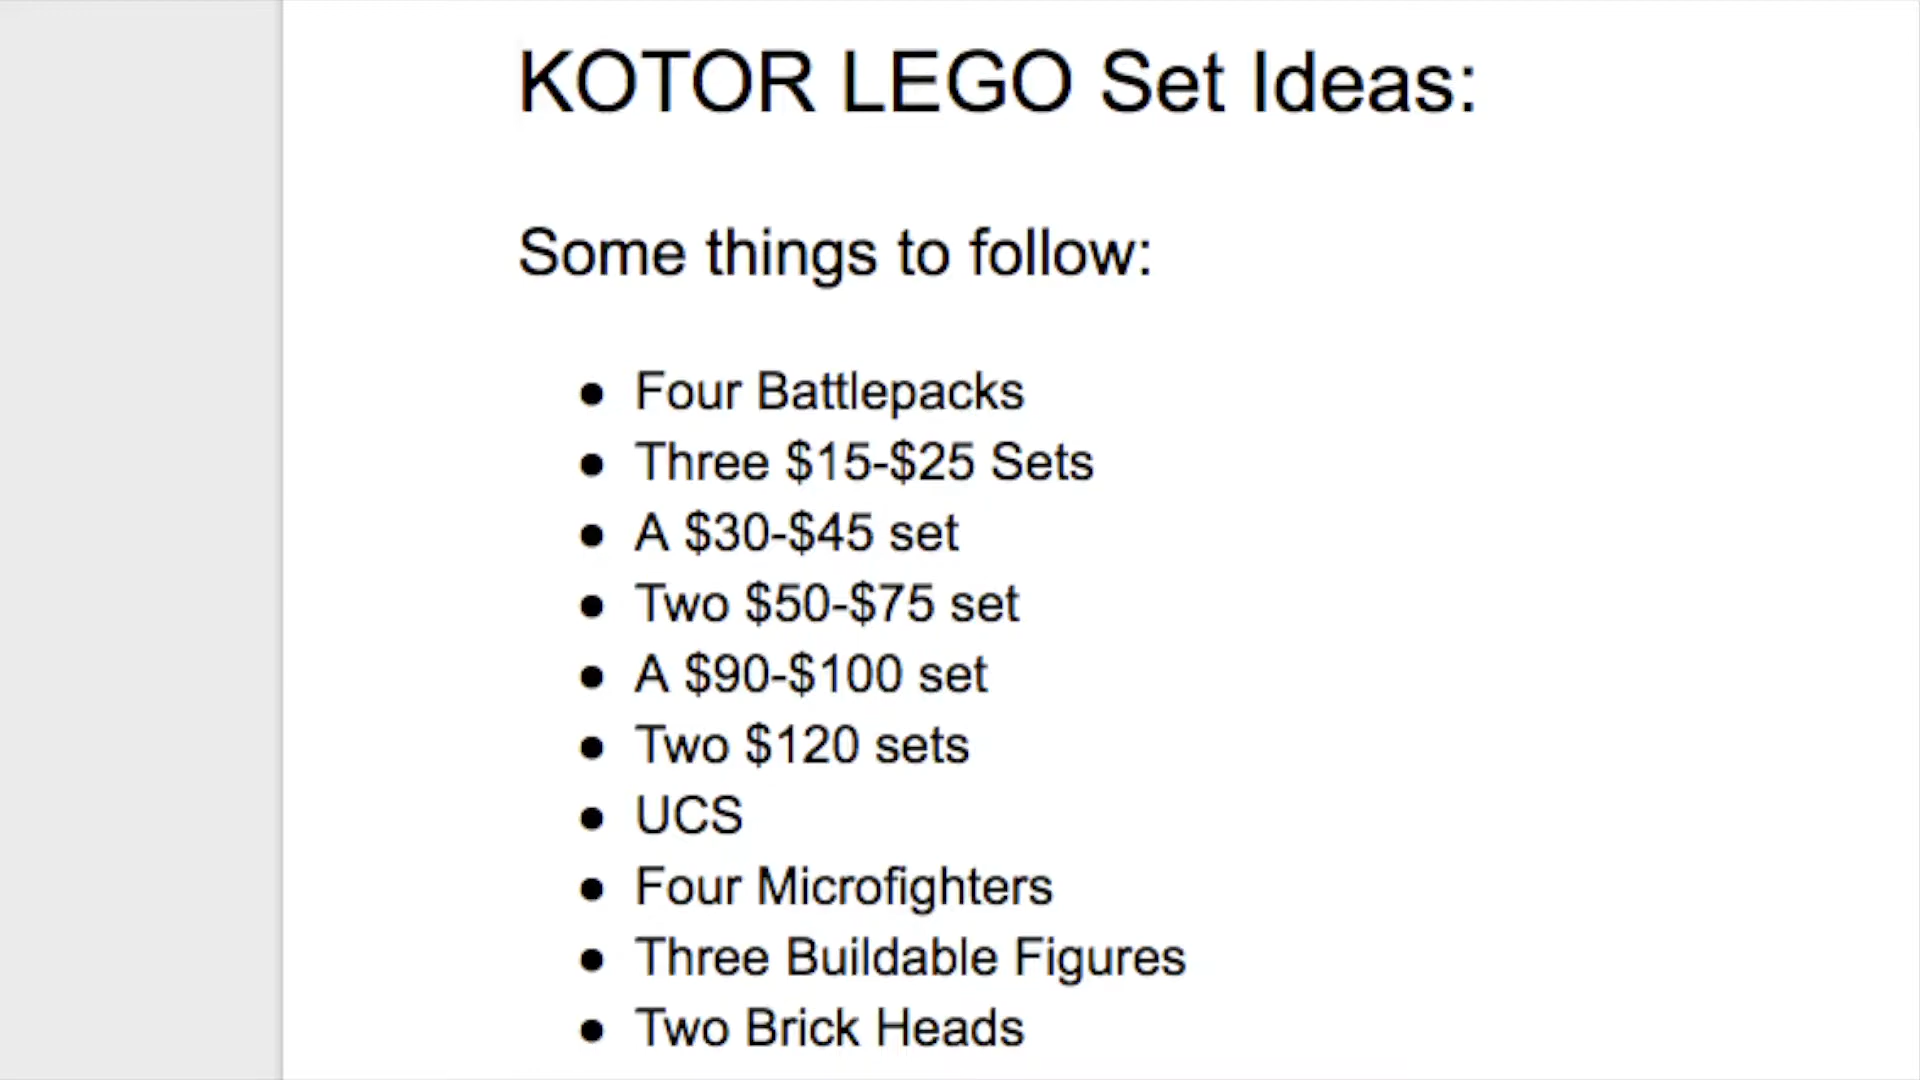 KOTOR LEGO Set Ideas:
Some things to follow:
● Four Battlepacks
● Three $15-$25 Sets
● A $30-$45 set
● Two $50-$75 set
● A $90-$100 set
● Two $120 sets
● UCS
● Four Microfighters
● Three Buildable Figures
● Two Brick Heads